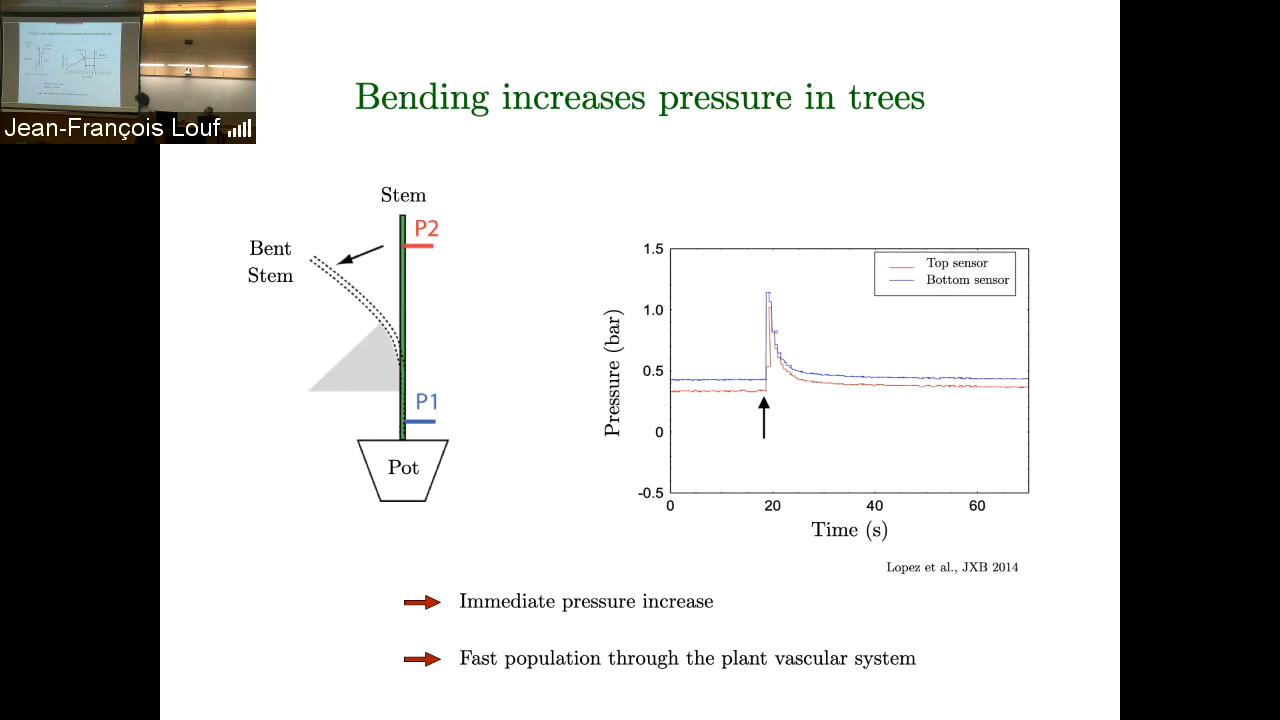 Jean-François Louf
Bending increases pressure in trees
Stem
P2
Bent
Stem
P1
Pot
1.5
1.0
0.5
0
-0.5
0
20
40
60
Pressure (bar)
Time (s)
Top sensor
Bottom sensor
Lopez et al., JXB 2014
Immediate pressure increase
Fast population through the plant vascular system